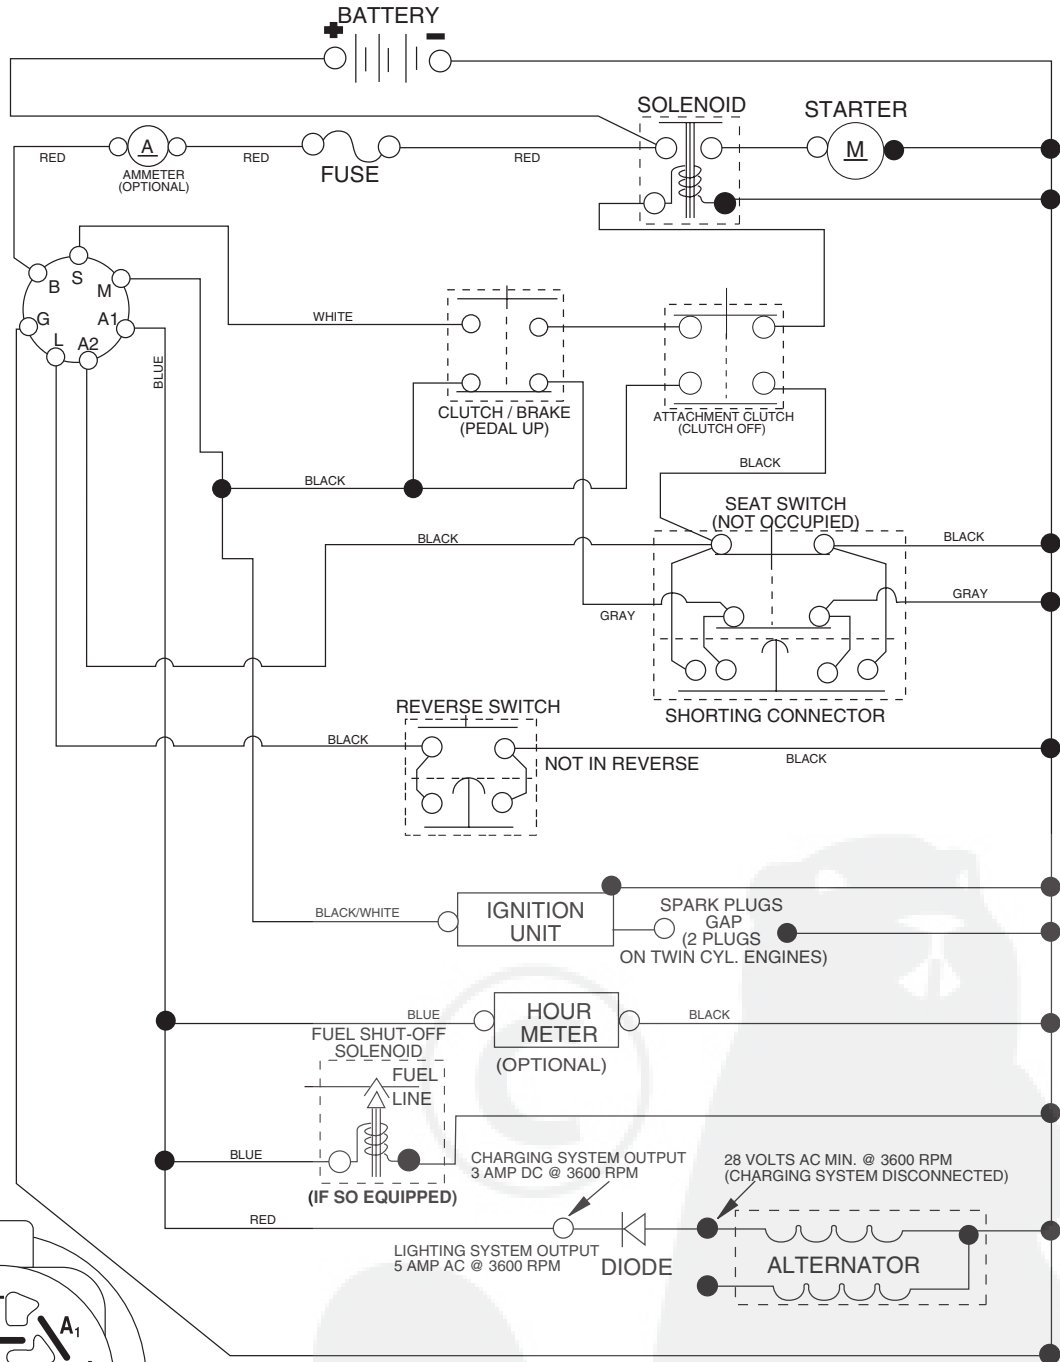 BATTERY
+ -
SOLENOID
STARTER
RED
A
RED
FUSE
RED
M
AMMETER
(OPTIONAL)
B
S
M
G
A1
L
A2
WHITE
BLUE
CLUTCH / BRAKE
(PEDAL UP)
ATTACHMENT CLUTCH
(CLUTCH OFF)
BLACK
BLACK
SEAT SWITCH
(NOT OCCUPIED)
BLACK
BLACK
GRAY
GRAY
SHORTING CONNECTOR
REVERSE SWITCH
BLACK
NOT IN REVERSE
BLACK
BLACK/WHITE
IGNITION
UNIT
SPARK PLUGS
GAP
(2 PLUGS
ON TWIN CYL. ENGINES)
BLUE
HOUR
METER
BLACK
(OPTIONAL)
FUEL SHUT-OFF
SOLENOID
FUEL
LINE
BLUE
(IF SO EQUIPPED)
CHARGING SYSTEM OUTPUT
3 AMP DC @ 3600 RPM
28 VOLTS AC MIN. @ 3600 RPM
(CHARGING SYSTEM DISCONNECTED)
RED
LIGHTING SYSTEM OUTPUT
5 AMP AC @ 3600 RPM
DIODE
ALTERNATOR
A1
©